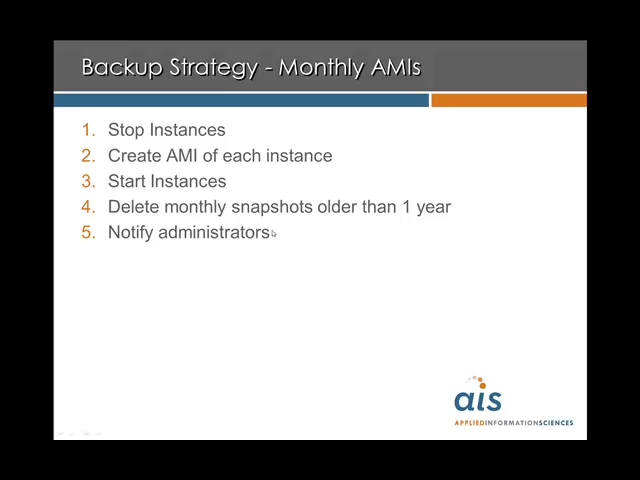 Backup Strategy - Monthly AMIs
1. Stop Instances
2. Create AMI of each instance
3. Start Instances
4. Delete monthly snapshots older than 1 year
5. Notify administrators
ais
APPLIEDINFORMATIONSCIENCES